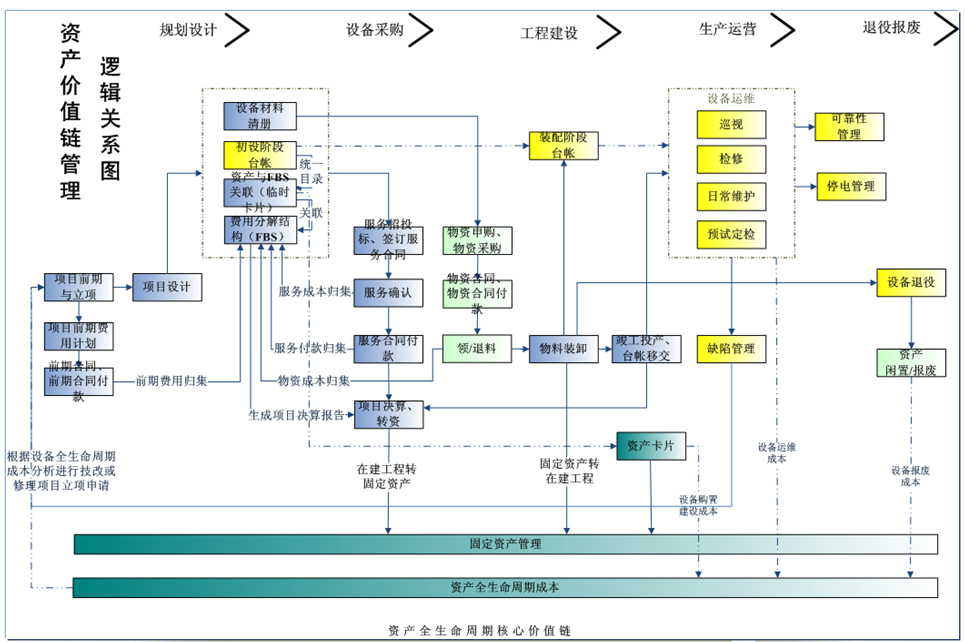 资产价值链管理
逻辑关系图
规划设计
设备采购
工程建设
生产运营
退役报废
设备材料
清册
初设阶段
台帐
统一
目录
资产与FBS
关联（临时
卡片）
关联
费用分解结
构（FBS）
装配阶段
台帐
设备运维
巡视
检修
日常维护
预试定检
可靠性
管理
停电管理
服务招投
标、签订服
务合同
物资申购、
物资采购
项目前期
与立项
项目设计
服务成本归集
服务确认
物资合同、
物资合同付
款
设备退役
项目前期费
用计划
服务付款归集
服务合同付
款
领/退料
物料装卸
竣工投产、
台帐移交
缺陷管理
资产
闲置/报废
前期合同、
前期合同付
款
前期费用归集
物资成本归集
生成项目决算报告
项目决算、
转资
资产卡片
根据设备全生命周期
成本分析进行技改或
修理项目立项申请
在建工程转
固定资产
固定资产转
在建工程
设备购置
建设成本
设备运维
成本
设备报废
成本
固定资产管理
资产全生命周期成本
资产全生命周期核心价值链